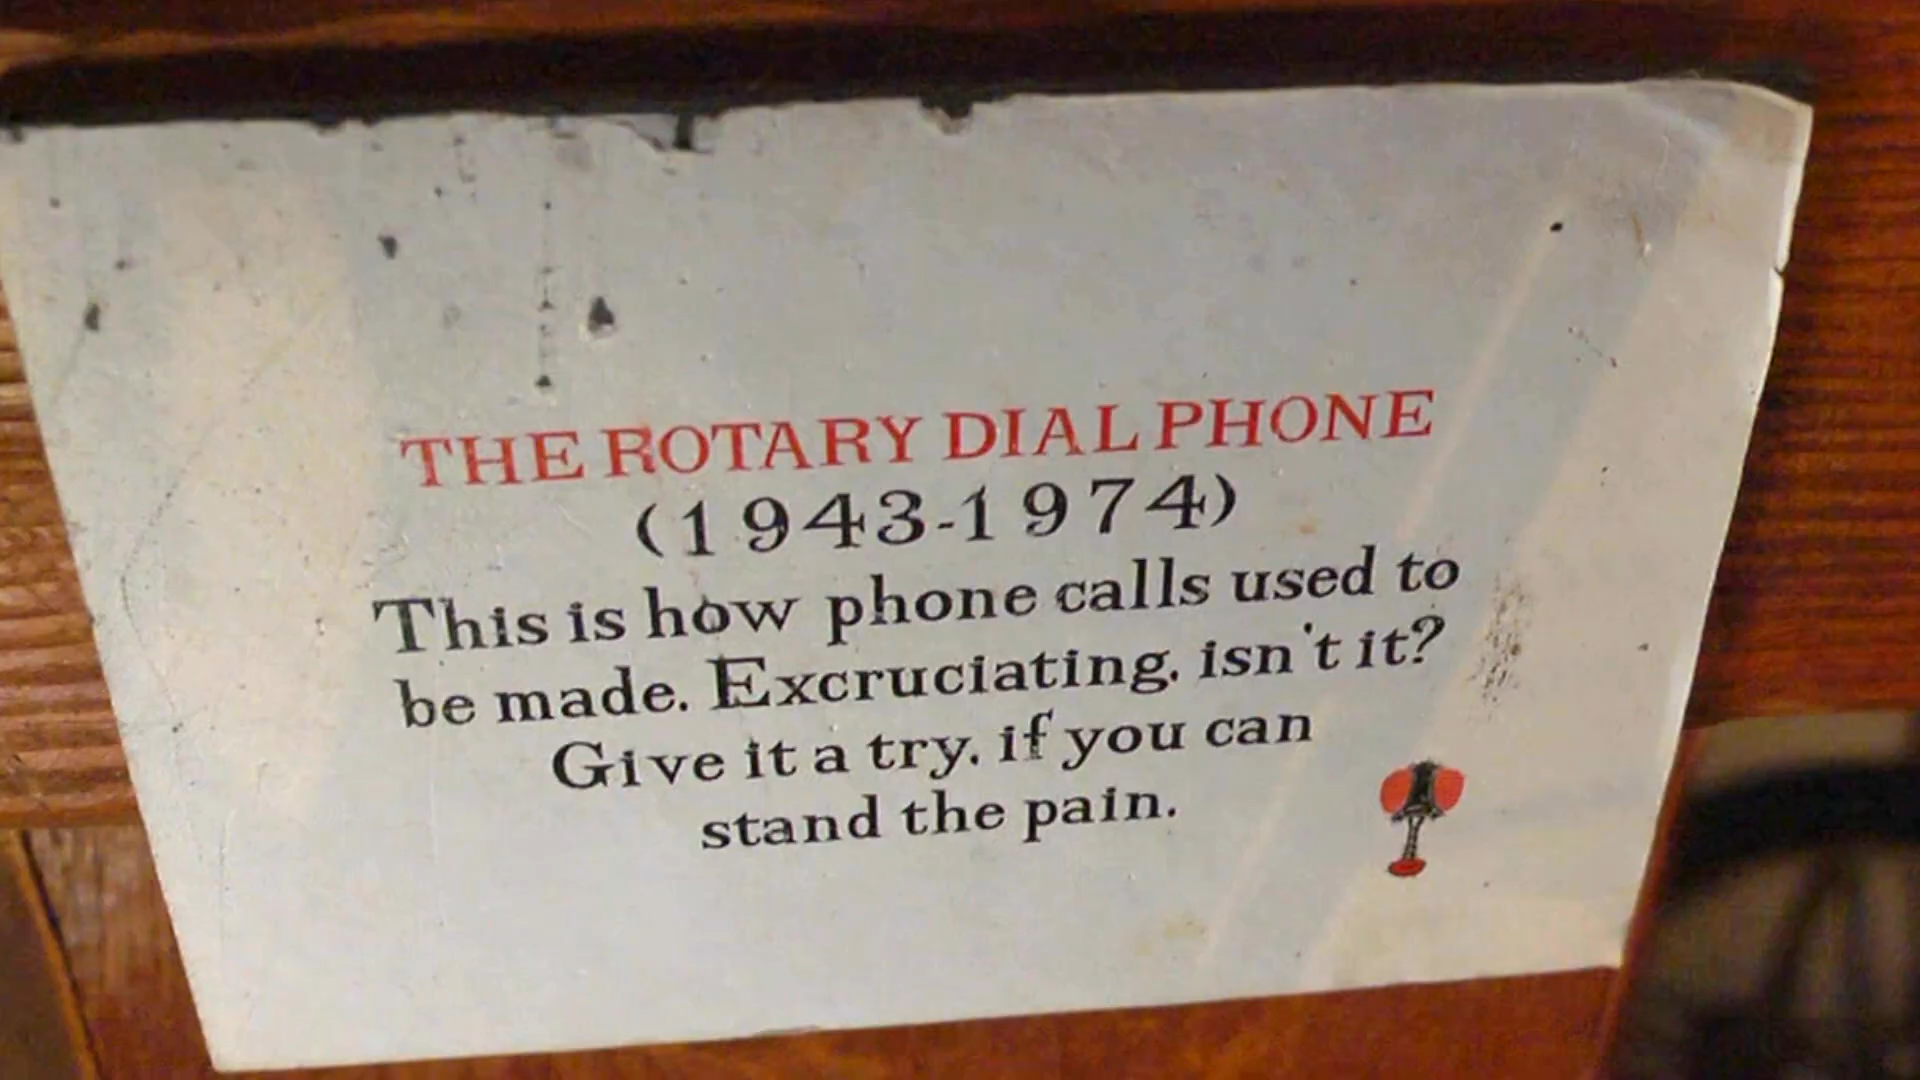 THE ROTARY DIAL PHONE
(1943-1974)
This is how phone calls used to
be made. Excruciating, isn't it?
Give it a try, if you can
stand the pain.